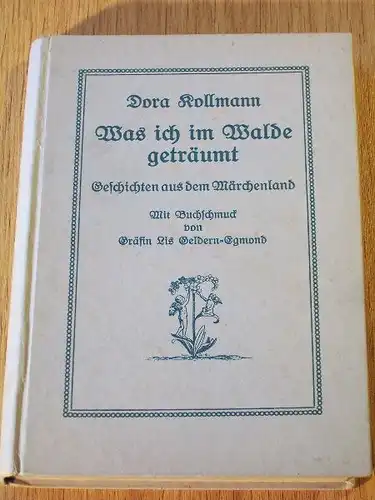 Dora Kollmann
Was ich im Walde
geträumt
Geschichten aus dem Märchenland
Mit Buchschmuck
von
Gräfin Lis Geldern-Egmond